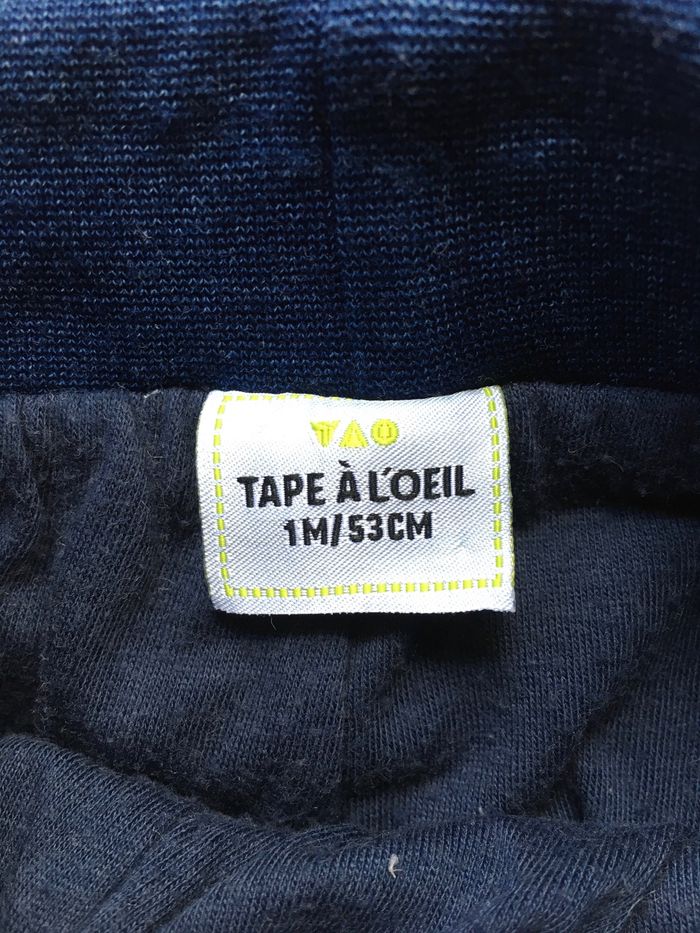 TAO
TAPE À L'OEIL
1M/53CM